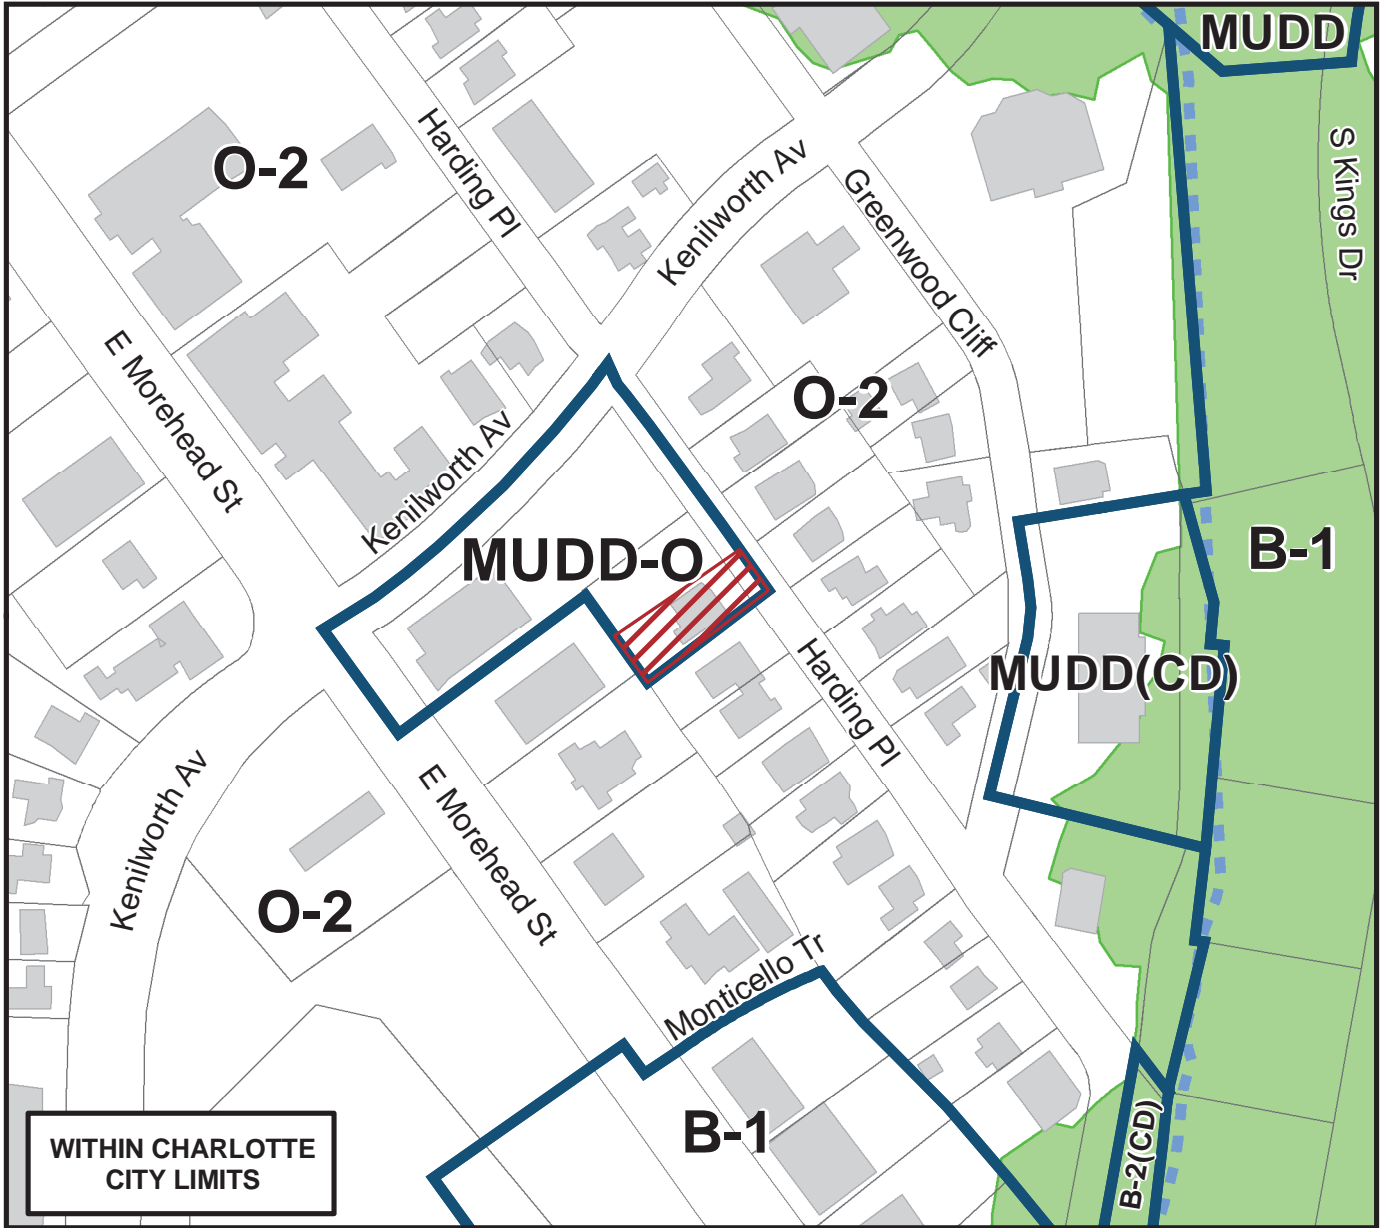 MUDD
O-2
Harding Pl
Kenilworth Av
Greenwood Cliff
S Kings Dr
E Morehead St
O-2
Kenilworth Av
MUDD-O
B-1
Harding Pl
MUDD(CD)
Kenilworth Av
E Morehead St
O-2
Monticello Tr
B-1
B-2(CD)
WITHIN CHARLOTTE
CITY LIMITS